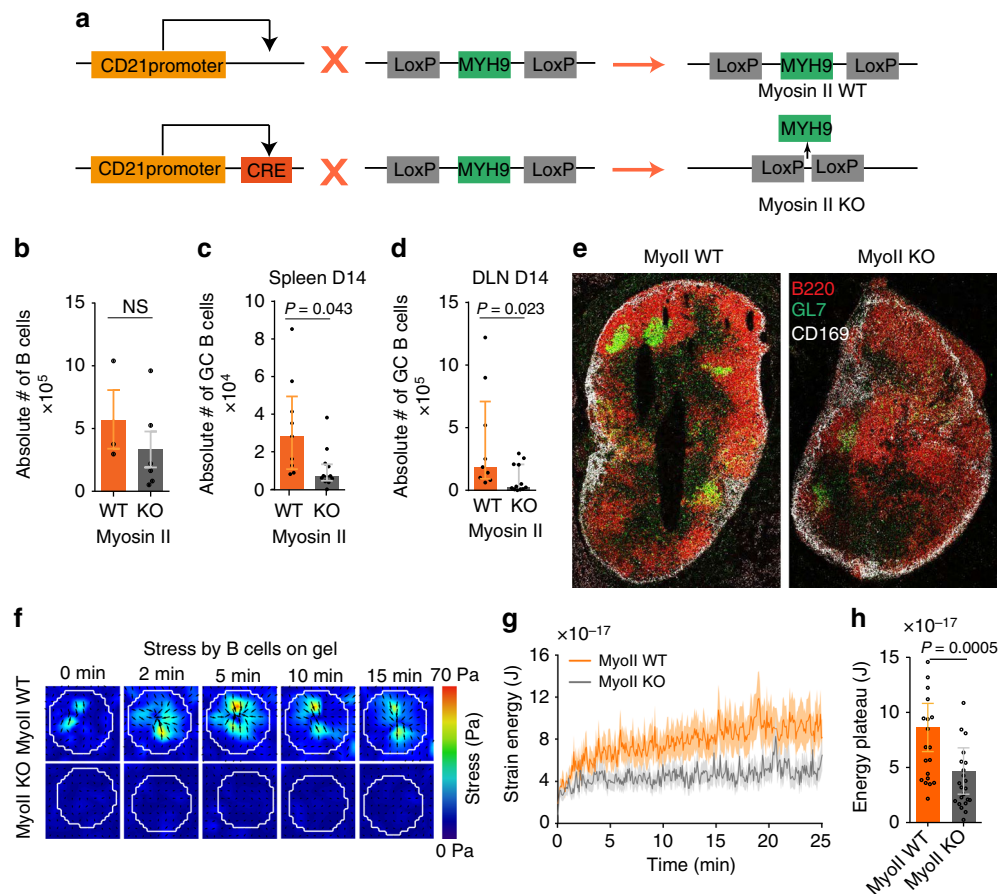 a
CD21promoter
X
LoxP
MYH9
LoxP
LoxP
MYH9
LoxP
Myosin II WT
CD21promoter
CRE
X
LoxP
MYH9
LoxP
MYH9
LoxP
LoxP
Myosin II KO
b
Absolute # of B cells
×10⁵
15
10
5
0
NS
WT KO
Myosin II
c
Spleen D14
Absolute # of GC B cells
×10⁴
10
8
6
4
2
0
P = 0.043
WT KO
Myosin II
d
DLN D14
Absolute # of GC B cells
×10⁵
15
10
5
0
P = 0.023
WT KO
Myosin II
e
MyoII WT
MyoII KO
B220
GL7
CD169
f
Stress by B cells on gel
0 min 2 min 5 min 10 min 15 min
MyoII WT
MyoII KO
70 Pa
Stress (Pa)
0 Pa
g
×10⁻¹⁷
MyoII WT
MyoII KO
Strain energy (J)
16
12
8
4
0
0 5 10 15 20 25
Time (min)
h
×10⁻¹⁷
P = 0.0005
Energy plateau (J)
15
10
5
0
MyoII WT
MyoII KO